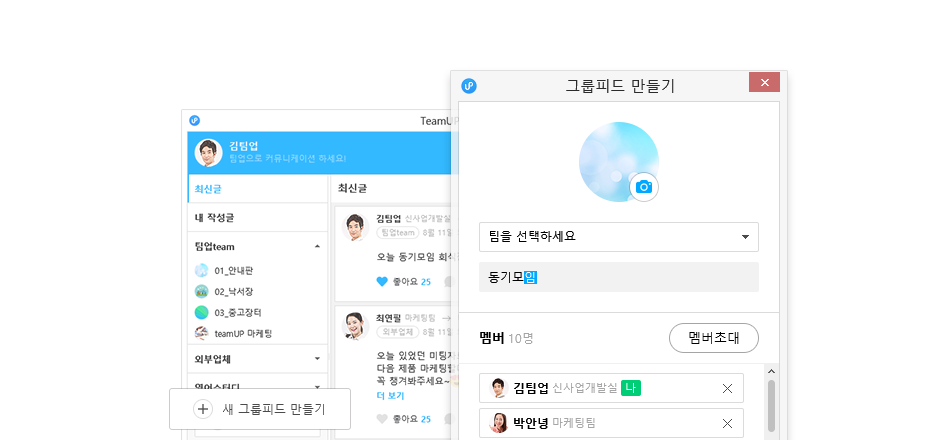 그룹피드 만들기
TeamUP
김팀업
팀업으로 커뮤니케이션 하세요!
최신글
내 작성글
팀업team
01_안내판
02_낙서장
03_중고장터
teamUP 마케팅
외부업체
영어스터디
새 그룹피드 만들기
최신글
김팀업 신사업개발실
팀업team 8월 11일
오늘 동기모임 회식
좋아요 25
최연필 마케팅팀 →
외부업체 8월 11일
오늘 있었던 미팅자
다음 제품 마케팅할
꼭 챙겨봐주세요~
더 보기
좋아요 25
팀을 선택하세요
동기모임
멤버 10명
멤버초대
김팀업 신사업개발실 나
박안녕 마케팅팀